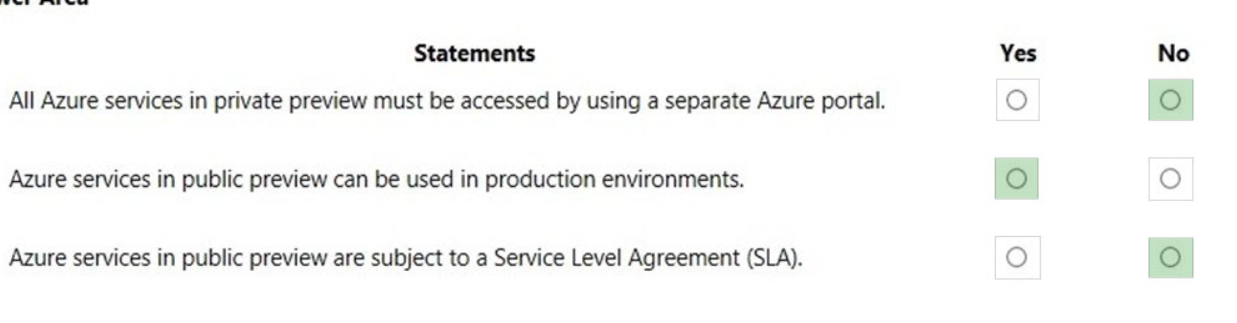 Statements Yes No
All Azure services in private preview must be accessed by using a separate Azure portal.
Azure services in public preview can be used in production environments.
Azure services in public preview are subject to a Service Level Agreement (SLA).